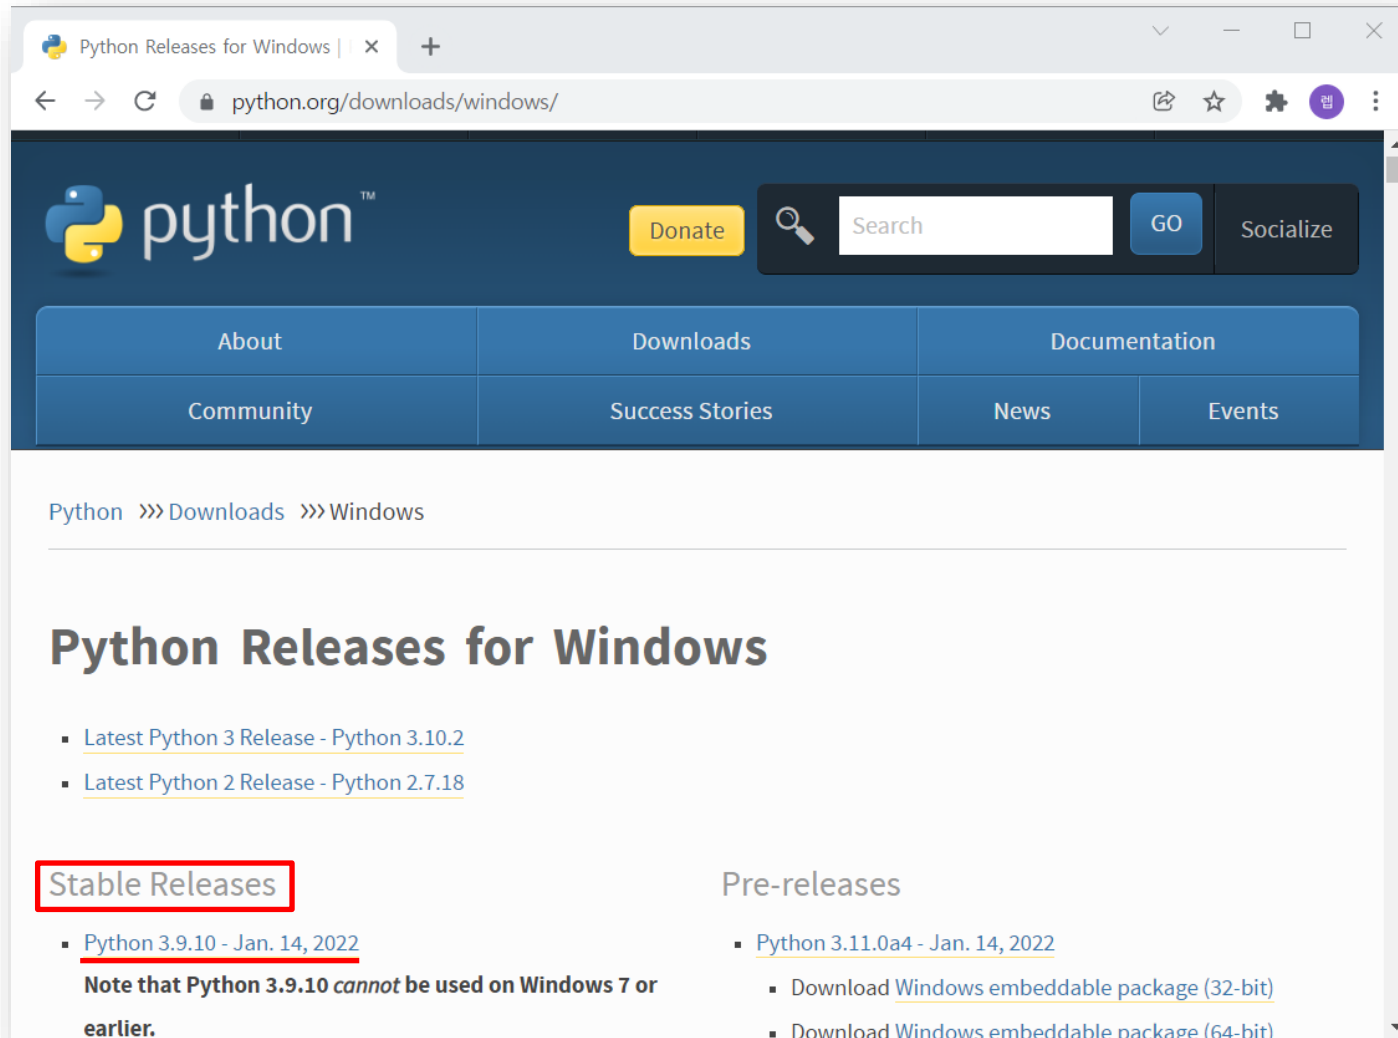 Python Releases for Windows |
python.org/downloads/windows/
렙
python™
Donate
Search
GO
Socialize
About
Downloads
Documentation
Community
Success Stories
News
Events
Python >>> Downloads >>> Windows
Python Releases for Windows
Latest Python 3 Release - Python 3.10.2
Latest Python 2 Release - Python 2.7.18
Stable Releases
Python 3.9.10 - Jan. 14, 2022
Note that Python 3.9.10 cannot be used on Windows 7 or
earlier.
Pre-releases
Python 3.11.0a4 - Jan. 14, 2022
Download Windows embeddable package (32-bit)
Download Windows embeddable package (64-bit)